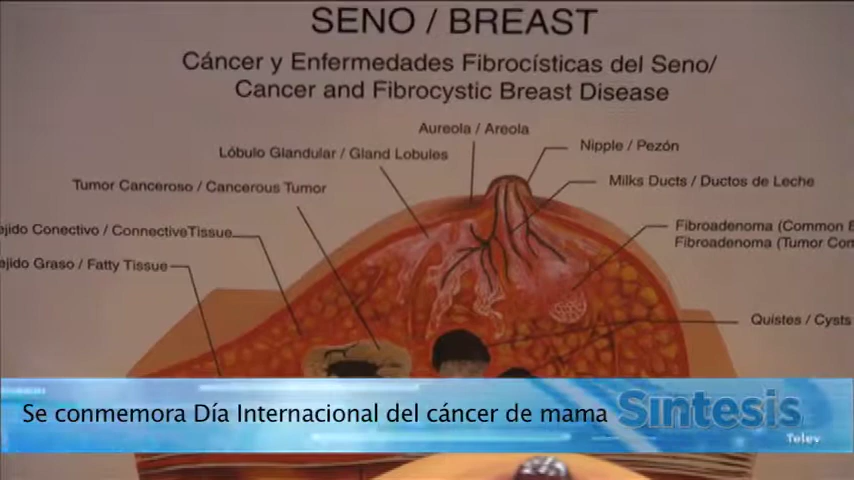 SENO / BREAST
Cáncer y Enfermedades Fibrocísticas del Seno/
Cancer and Fibrocystic Breast Disease
Aureola / Areola
Nipple / Pezón
Lóbulo Glandular / Gland Lobules
Milks Ducts / Ductos de Leche
Tumor Canceroso / Cancerous Tumor
ejido Conectivo / ConnectiveTissue
Fibroadenoma (Common B
Fibroadenoma (Tumor Com
ejido Graso / Fatty Tissue
Quistes / Cysts
Se conmemora Día Internacional del cáncer de mama
Síntesis
Telev